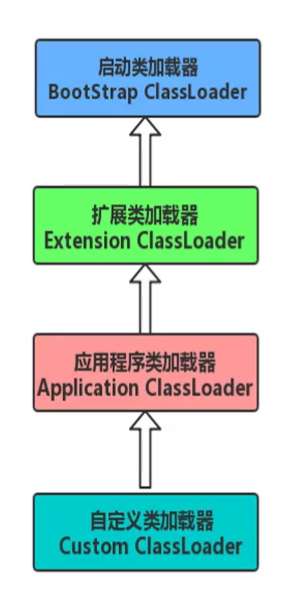 启动类加载器
BootStrap ClassLoader
扩展类加载器
Extension ClassLoader
应用程序类加载器
Application ClassLoader
自定义类加载器
Custom ClassLoader